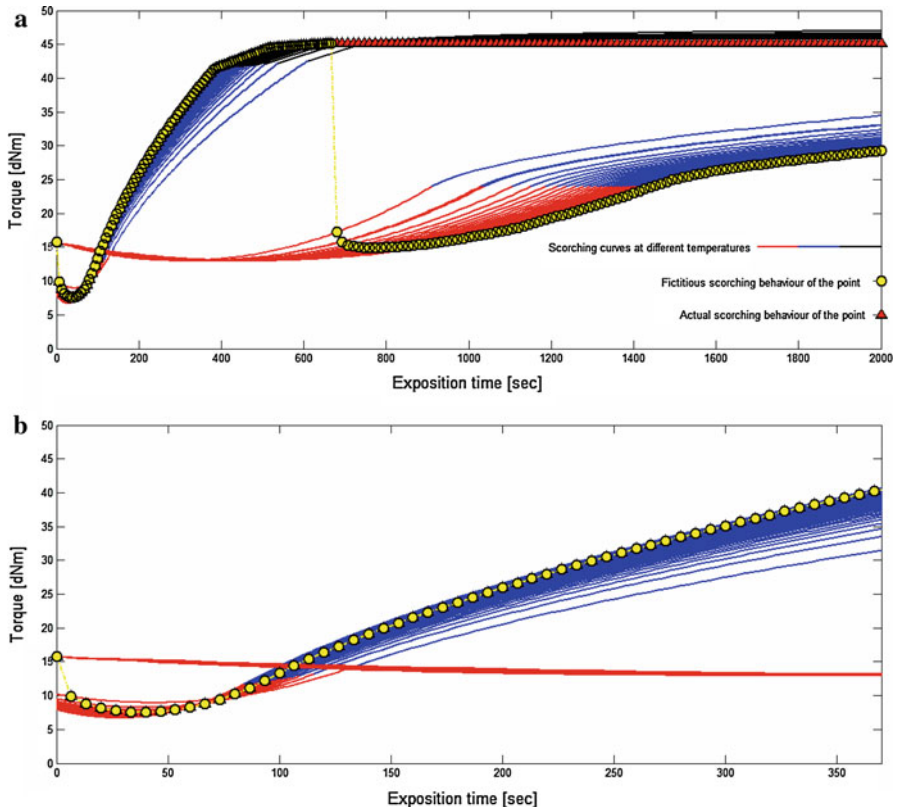 a
50
45
40
35
30
25
20
15
10
5
0
Torque [dNm]
Scorching curves at different temperatures
Fictitious scorching behaviour of the point
Actual scorching behaviour of the point
0 200 400 600 800 1000 1200 1400 1600 1800 2000
Exposition time [sec]
b
50
45
40
35
30
25
20
15
10
5
0
Torque [dNm]
0 50 100 150 200 250 300 350
Exposition time [sec]